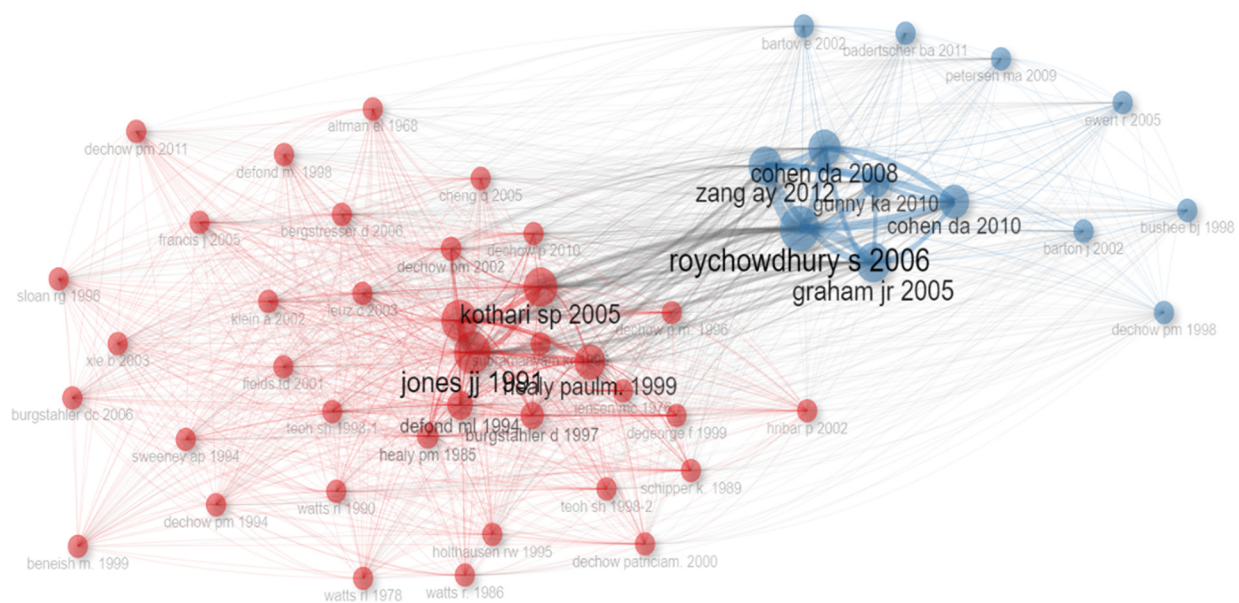 bartov e 2002
badertscher ba 2011
petersen ma 2009
ewert r 2005
altman ei 1968
dechow pm 2011
defond m. 1998
cohen da 2008
cheng q 2005
zang ay 2012
gunny ka 2010
cohen da 2010
bushee bj 1998
barton j 2002
francis j 2005
bergstresser d 2006
dechow p 2010
dechow pm 2002
roychowdhury s 2006
graham jr 2005
sloan rg 1996
klein a 2002
leuz c 2003
kothari sp 2005
dechow p.m. 1996
dechow pm 1998
xie b 2003
fields td 2001
jones jj 1991
healy paulm. 1999
jensen mc 1976
burgstahler dc 2006
teoh sh 1998-1
defond ml 1994
burgstahler d 1997
degeorge f 1999
hribar p 2002
sweeney ap 1994
healy pm 1985
schipper k. 1989
dechow pm 1994
watts rl 1990
teoh sh 1998-2
beneish m. 1999
holthausen rw 1995
dechow patriciam. 2000
watts rl 1978
watts r. 1986